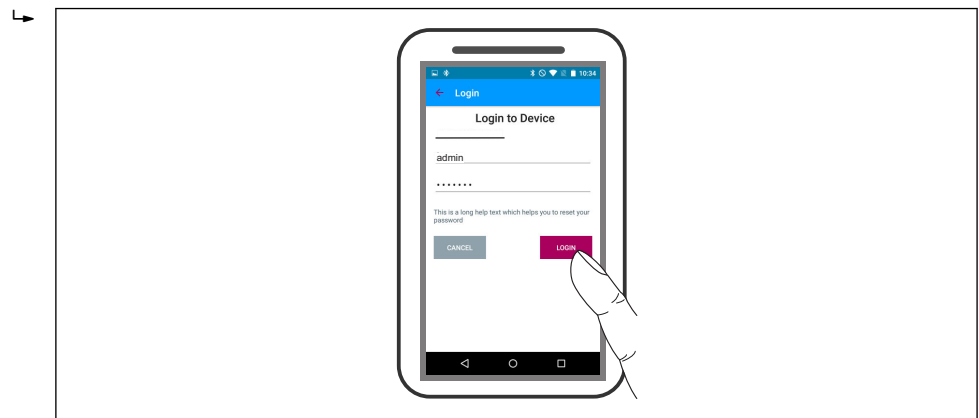 10:34
Login
Login to Device
admin
•••••••
This is a long help text which helps you to reset your
password
CANCEL
LOGIN